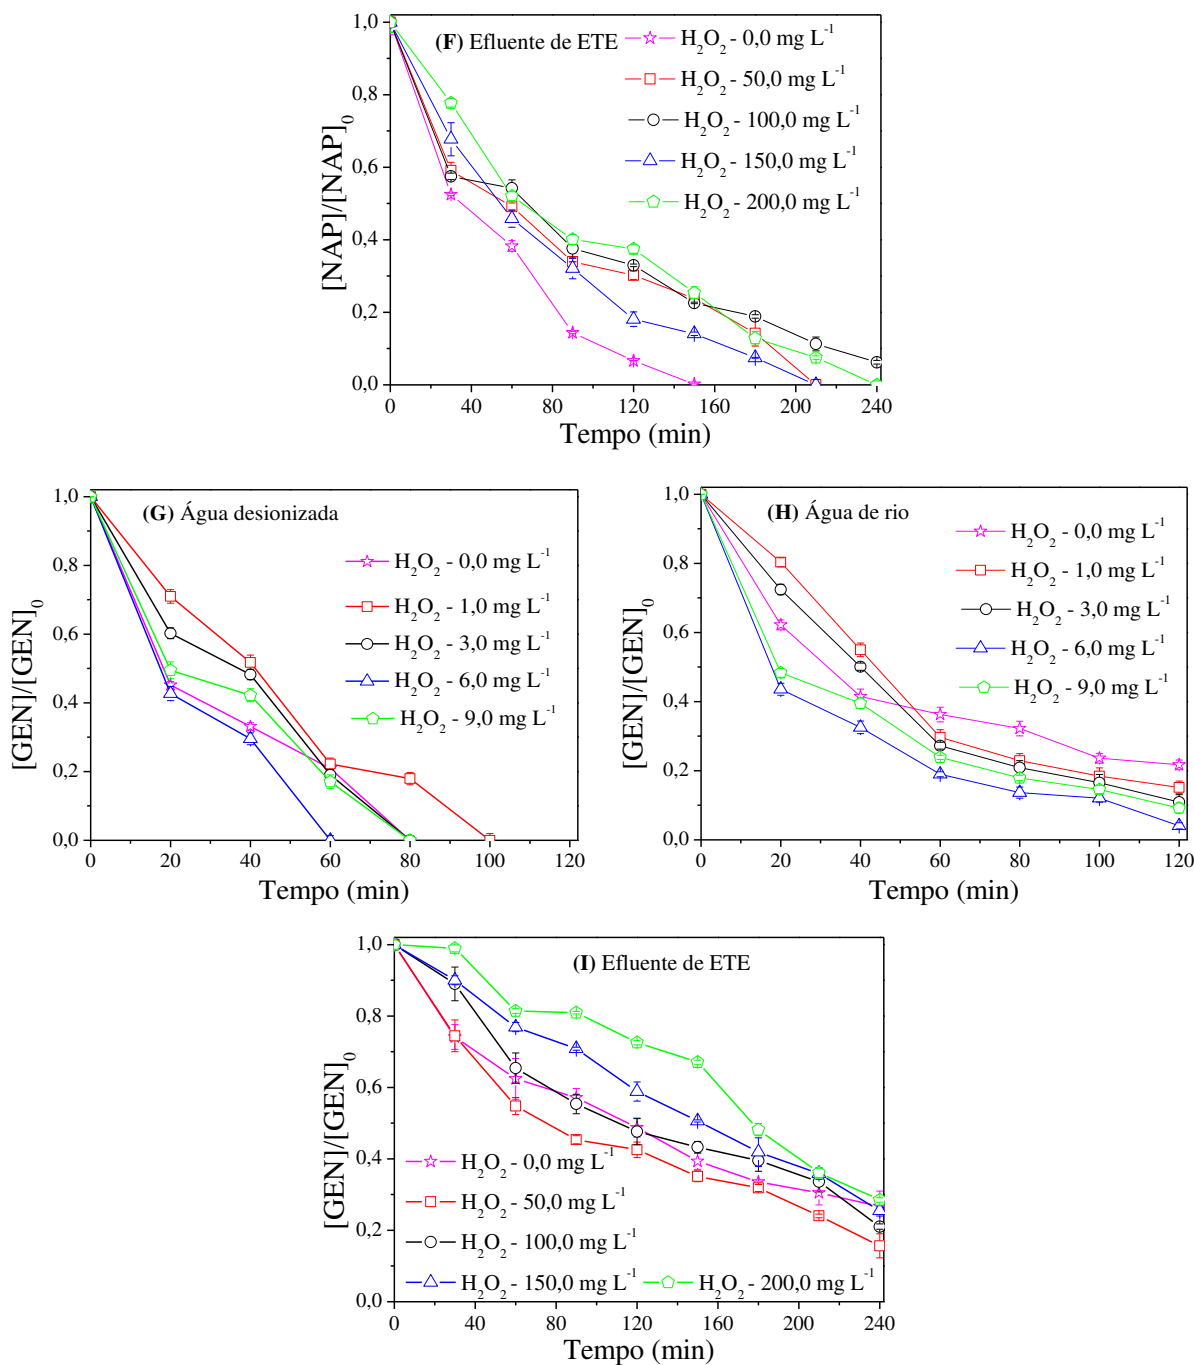 (F) Efluente de ETE
H₂O₂ - 0,0 mg L⁻¹
H₂O₂ - 50,0 mg L⁻¹
H₂O₂ - 100,0 mg L⁻¹
H₂O₂ - 150,0 mg L⁻¹
H₂O₂ - 200,0 mg L⁻¹
[NAP]/[NAP]₀
1,0
0,8
0,6
0,4
0,2
0,0
0 40 80 120 160 200 240
Tempo (min)
(G) Água desionizada
H₂O₂ - 0,0 mg L⁻¹
H₂O₂ - 1,0 mg L⁻¹
H₂O₂ - 3,0 mg L⁻¹
H₂O₂ - 6,0 mg L⁻¹
H₂O₂ - 9,0 mg L⁻¹
[GEN]/[GEN]₀
1,0
0,8
0,6
0,4
0,2
0,0
0 20 40 60 80 100 120
Tempo (min)
(H) Água de rio
H₂O₂ - 0,0 mg L⁻¹
H₂O₂ - 1,0 mg L⁻¹
H₂O₂ - 3,0 mg L⁻¹
H₂O₂ - 6,0 mg L⁻¹
H₂O₂ - 9,0 mg L⁻¹
[GEN]/[GEN]₀
1,0
0,8
0,6
0,4
0,2
0,0
0 20 40 60 80 100 120
Tempo (min)
(I) Efluente de ETE
H₂O₂ - 0,0 mg L⁻¹
H₂O₂ - 50,0 mg L⁻¹
H₂O₂ - 100,0 mg L⁻¹
H₂O₂ - 150,0 mg L⁻¹ H₂O₂ - 200,0 mg L⁻¹
[GEN]/[GEN]₀
1,0
0,8
0,6
0,4
0,2
0,0
0 40 80 120 160 200 240
Tempo (min)